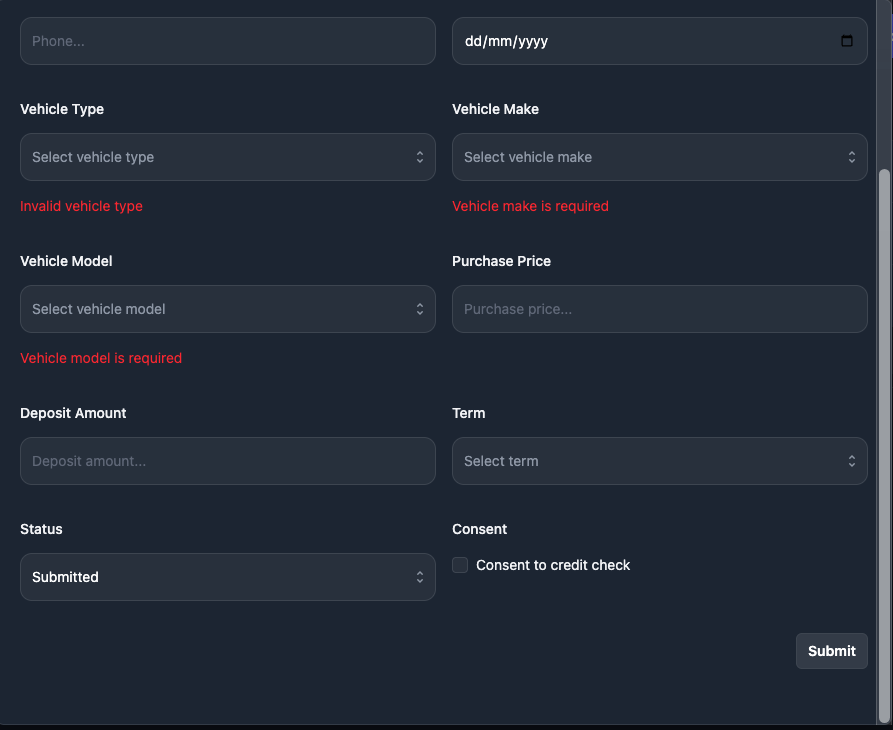 Phone...
dd/mm/yyyy
Vehicle Type
Vehicle Make
Select vehicle type
Select vehicle make
Invalid vehicle type
Vehicle make is required
Vehicle Model
Purchase Price
Select vehicle model
Purchase price...
Vehicle model is required
Deposit Amount
Term
Deposit amount...
Select term
Status
Consent
Submitted
Consent to credit check
Submit